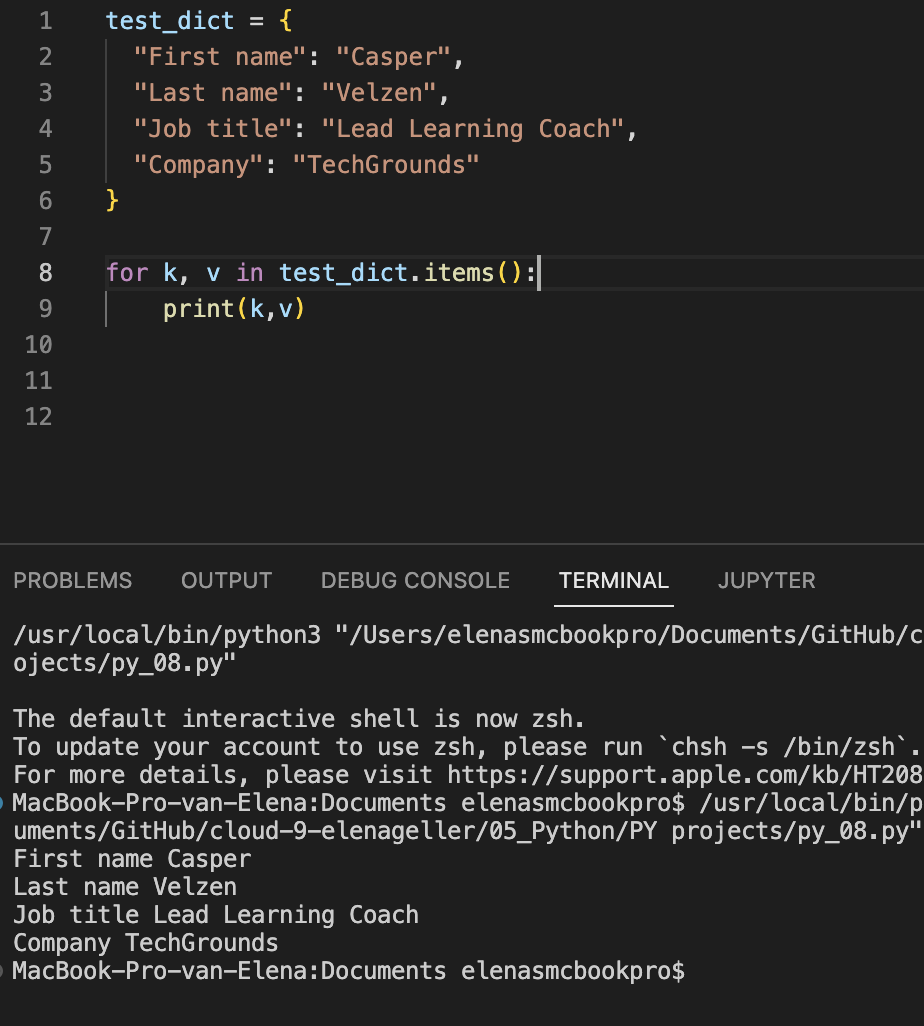 1 test_dict = {
2 "First name": "Casper",
3 "Last name": "Velzen",
4 "Job title": "Lead Learning Coach",
5 "Company": "TechGrounds"
6 }
7
8 for k, v in test_dict.items():
9 print(k,v)
10
11
12
PROBLEMS OUTPUT DEBUG CONSOLE TERMINAL JUPYTER
/usr/local/bin/python3 "/Users/elenasmcbookpro/Documents/GitHub/c
ojects/py_08.py"
The default interactive shell is now zsh.
To update your account to use zsh, please run `chsh -s /bin/zsh`.
For more details, please visit https://support.apple.com/kb/HT208
MacBook-Pro-van-Elena:Documents elenasmcbookpro$ /usr/local/bin/p
uments/GitHub/cloud-9-elenageller/05_Python/PY projects/py_08.py"
First name Casper
Last name Velzen
Job title Lead Learning Coach
Company TechGrounds
MacBook-Pro-van-Elena:Documents elenasmcbookpro$